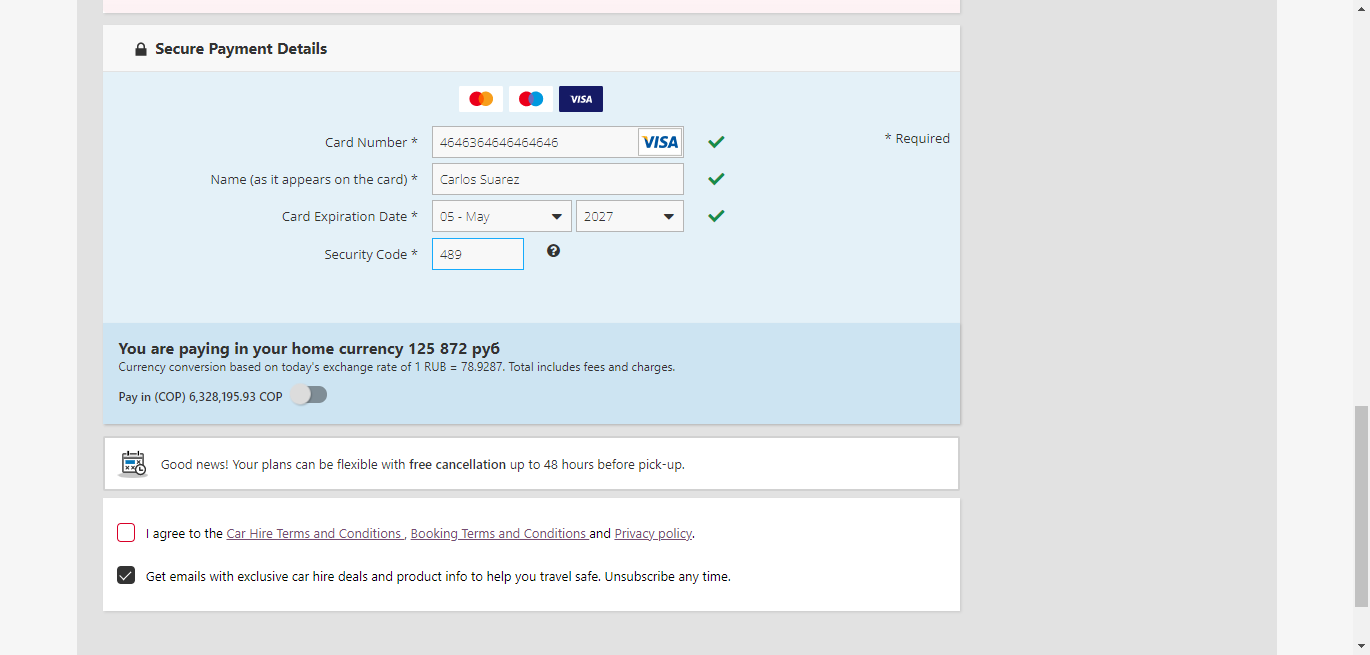 Secure Payment Details
VISA
Card Number * 4646364646464646 VISA
* Required
Name (as it appears on the card) * Carlos Suarez
Card Expiration Date * 05 - May 2027
Security Code * 489 ?
You are paying in your home currency 125 872 руб
Currency conversion based on today's exchange rate of 1 RUB = 78.9287. Total includes fees and charges.
Pay in (COP) 6,328,195.93 COP
Good news! Your plans can be flexible with free cancellation up to 48 hours before pick-up.
I agree to the Car Hire Terms and Conditions , Booking Terms and Conditions and Privacy policy.
Get emails with exclusive car hire deals and product info to help you travel safe. Unsubscribe any time.